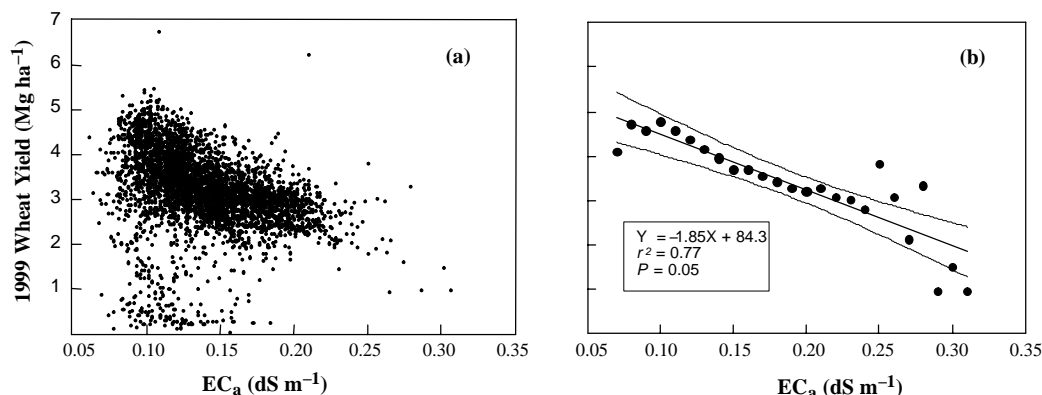 7
6
5
4
3
2
1
1999 Wheat Yield (Mg ha⁻¹)
(a)
0.05 0.10 0.15 0.20 0.25 0.30 0.35
ECₐ (dS m⁻¹)
(b)
Y = –1.85X + 84.3
r² = 0.77
P = 0.05
0.05 0.10 0.15 0.20 0.25 0.30 0.35
ECₐ (dS m⁻¹)